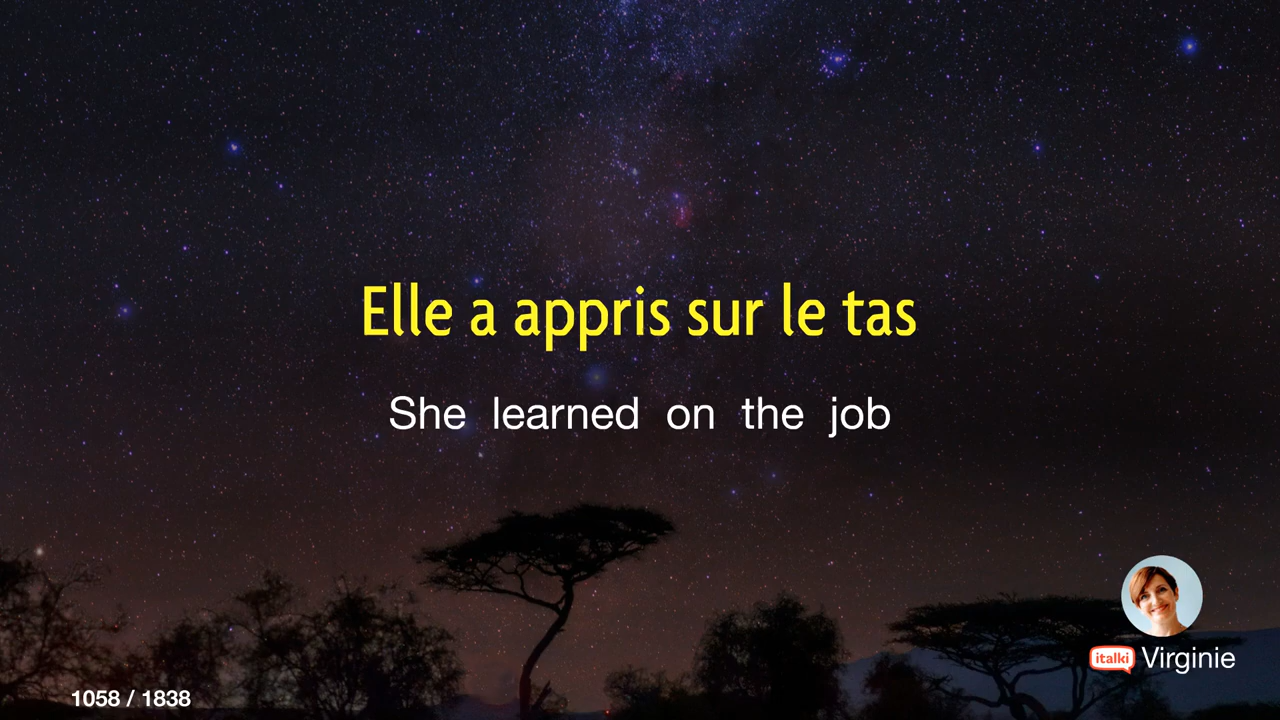 Elle a appris sur le tas
She learned on the job
italki Virginie
1058 / 1838